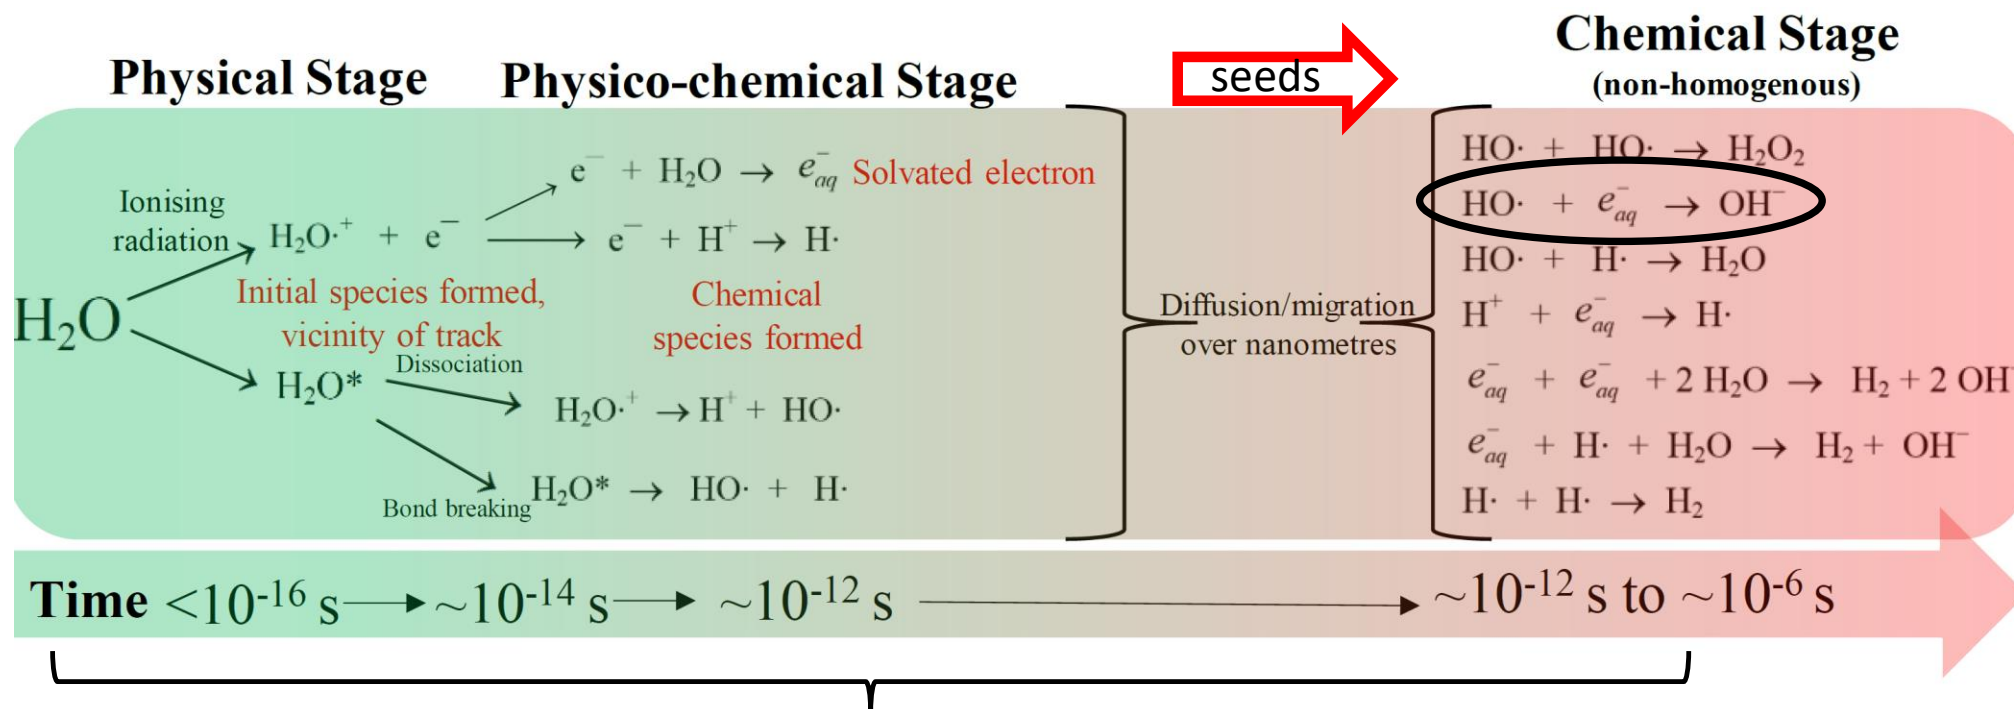 Physical Stage
Physico-chemical Stage
seeds
Chemical Stage
(non-homogenous)
Ionising
radiation
H₂O
H₂O·⁺ + e⁻
Initial species formed,
vicinity of track
H₂O*
Dissociation
Bond breaking
e⁻ + H₂O → e⁻aq Solvated electron
e⁻ + H⁺ → H·
Chemical
species formed
H₂O·⁺ → H⁺ + HO·
H₂O* → HO· + H·
Diffusion/migration
over nanometres
HO· + HO· → H₂O₂
HO· + e⁻aq → OH⁻
HO· + H· → H₂O
H⁺ + e⁻aq → H·
e⁻aq + e⁻aq + 2 H₂O → H₂ + 2 OH⁻
e⁻aq + H· + H₂O → H₂ + OH⁻
H· + H· → H₂
Time <10⁻¹⁶ s → ~10⁻¹⁴ s → ~10⁻¹² s → ~10⁻¹² s to ~10⁻⁶ s